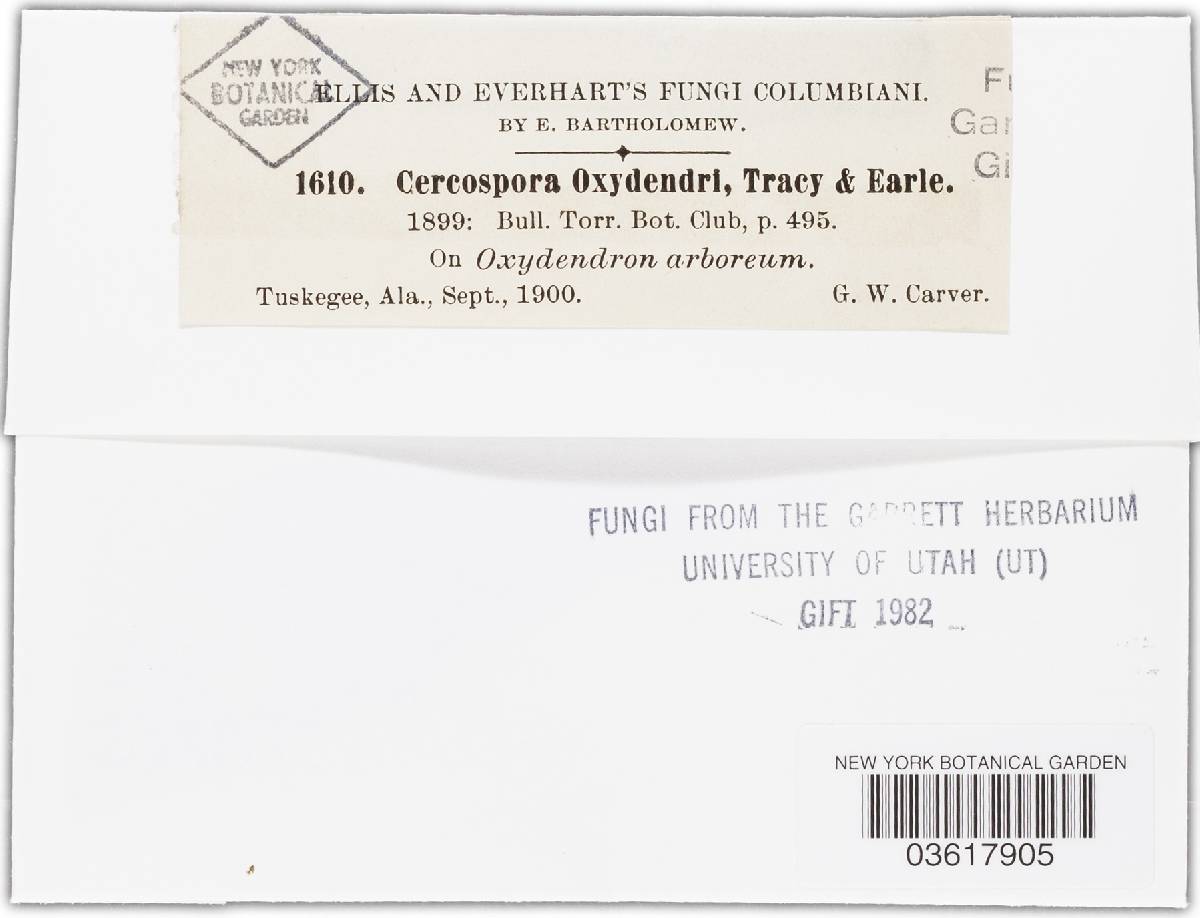 NEW YORK
BOTANICAL
GARDEN
ELLIS AND EVERHART'S FUNGI COLUMBIANI.
BY E. BARTHOLOMEW.
1610. Cercospora Oxydendri, Tracy & Earle.
1899: Bull. Torr. Bot. Club, p. 495.
On Oxydendron arboreum.
Tuskegee, Ala., Sept., 1900. G. W. Carver.
Gar
Gi
FUNGI FROM THE GARRETT HERBARIUM
UNIVERSITY OF UTAH (UT)
GIFT 1982
NEW YORK BOTANICAL GARDEN
03617905